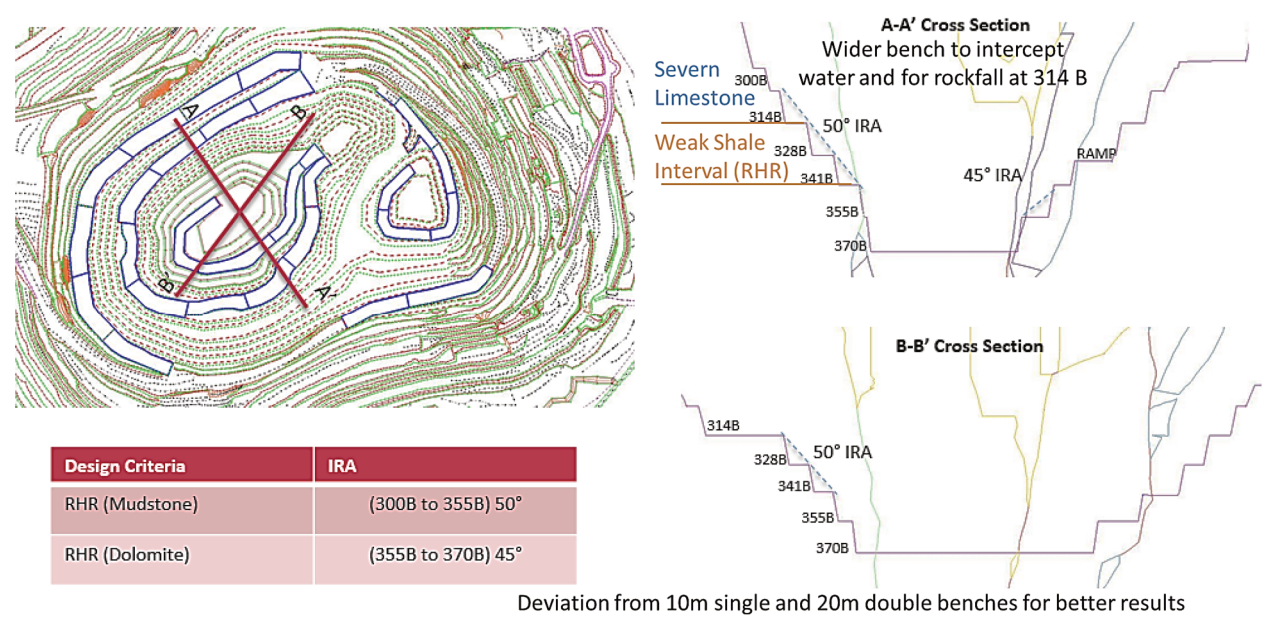 A-A’ Cross Section
Wider bench to intercept
water and for rockfall at 314 B
Severn
Limestone
Weak Shale
Interval (RHR)
300B
314B
328B
341B
355B
370B
50° IRA
45° IRA
RAMP
A
B
B'
A'
B-B’ Cross Section
314B
328B
341B
355B
370B
50° IRA
Design Criteria IRA
RHR (Mudstone) (300B to 355B) 50°
RHR (Dolomite) (355B to 370B) 45°
Deviation from 10m single and 20m double benches for better results